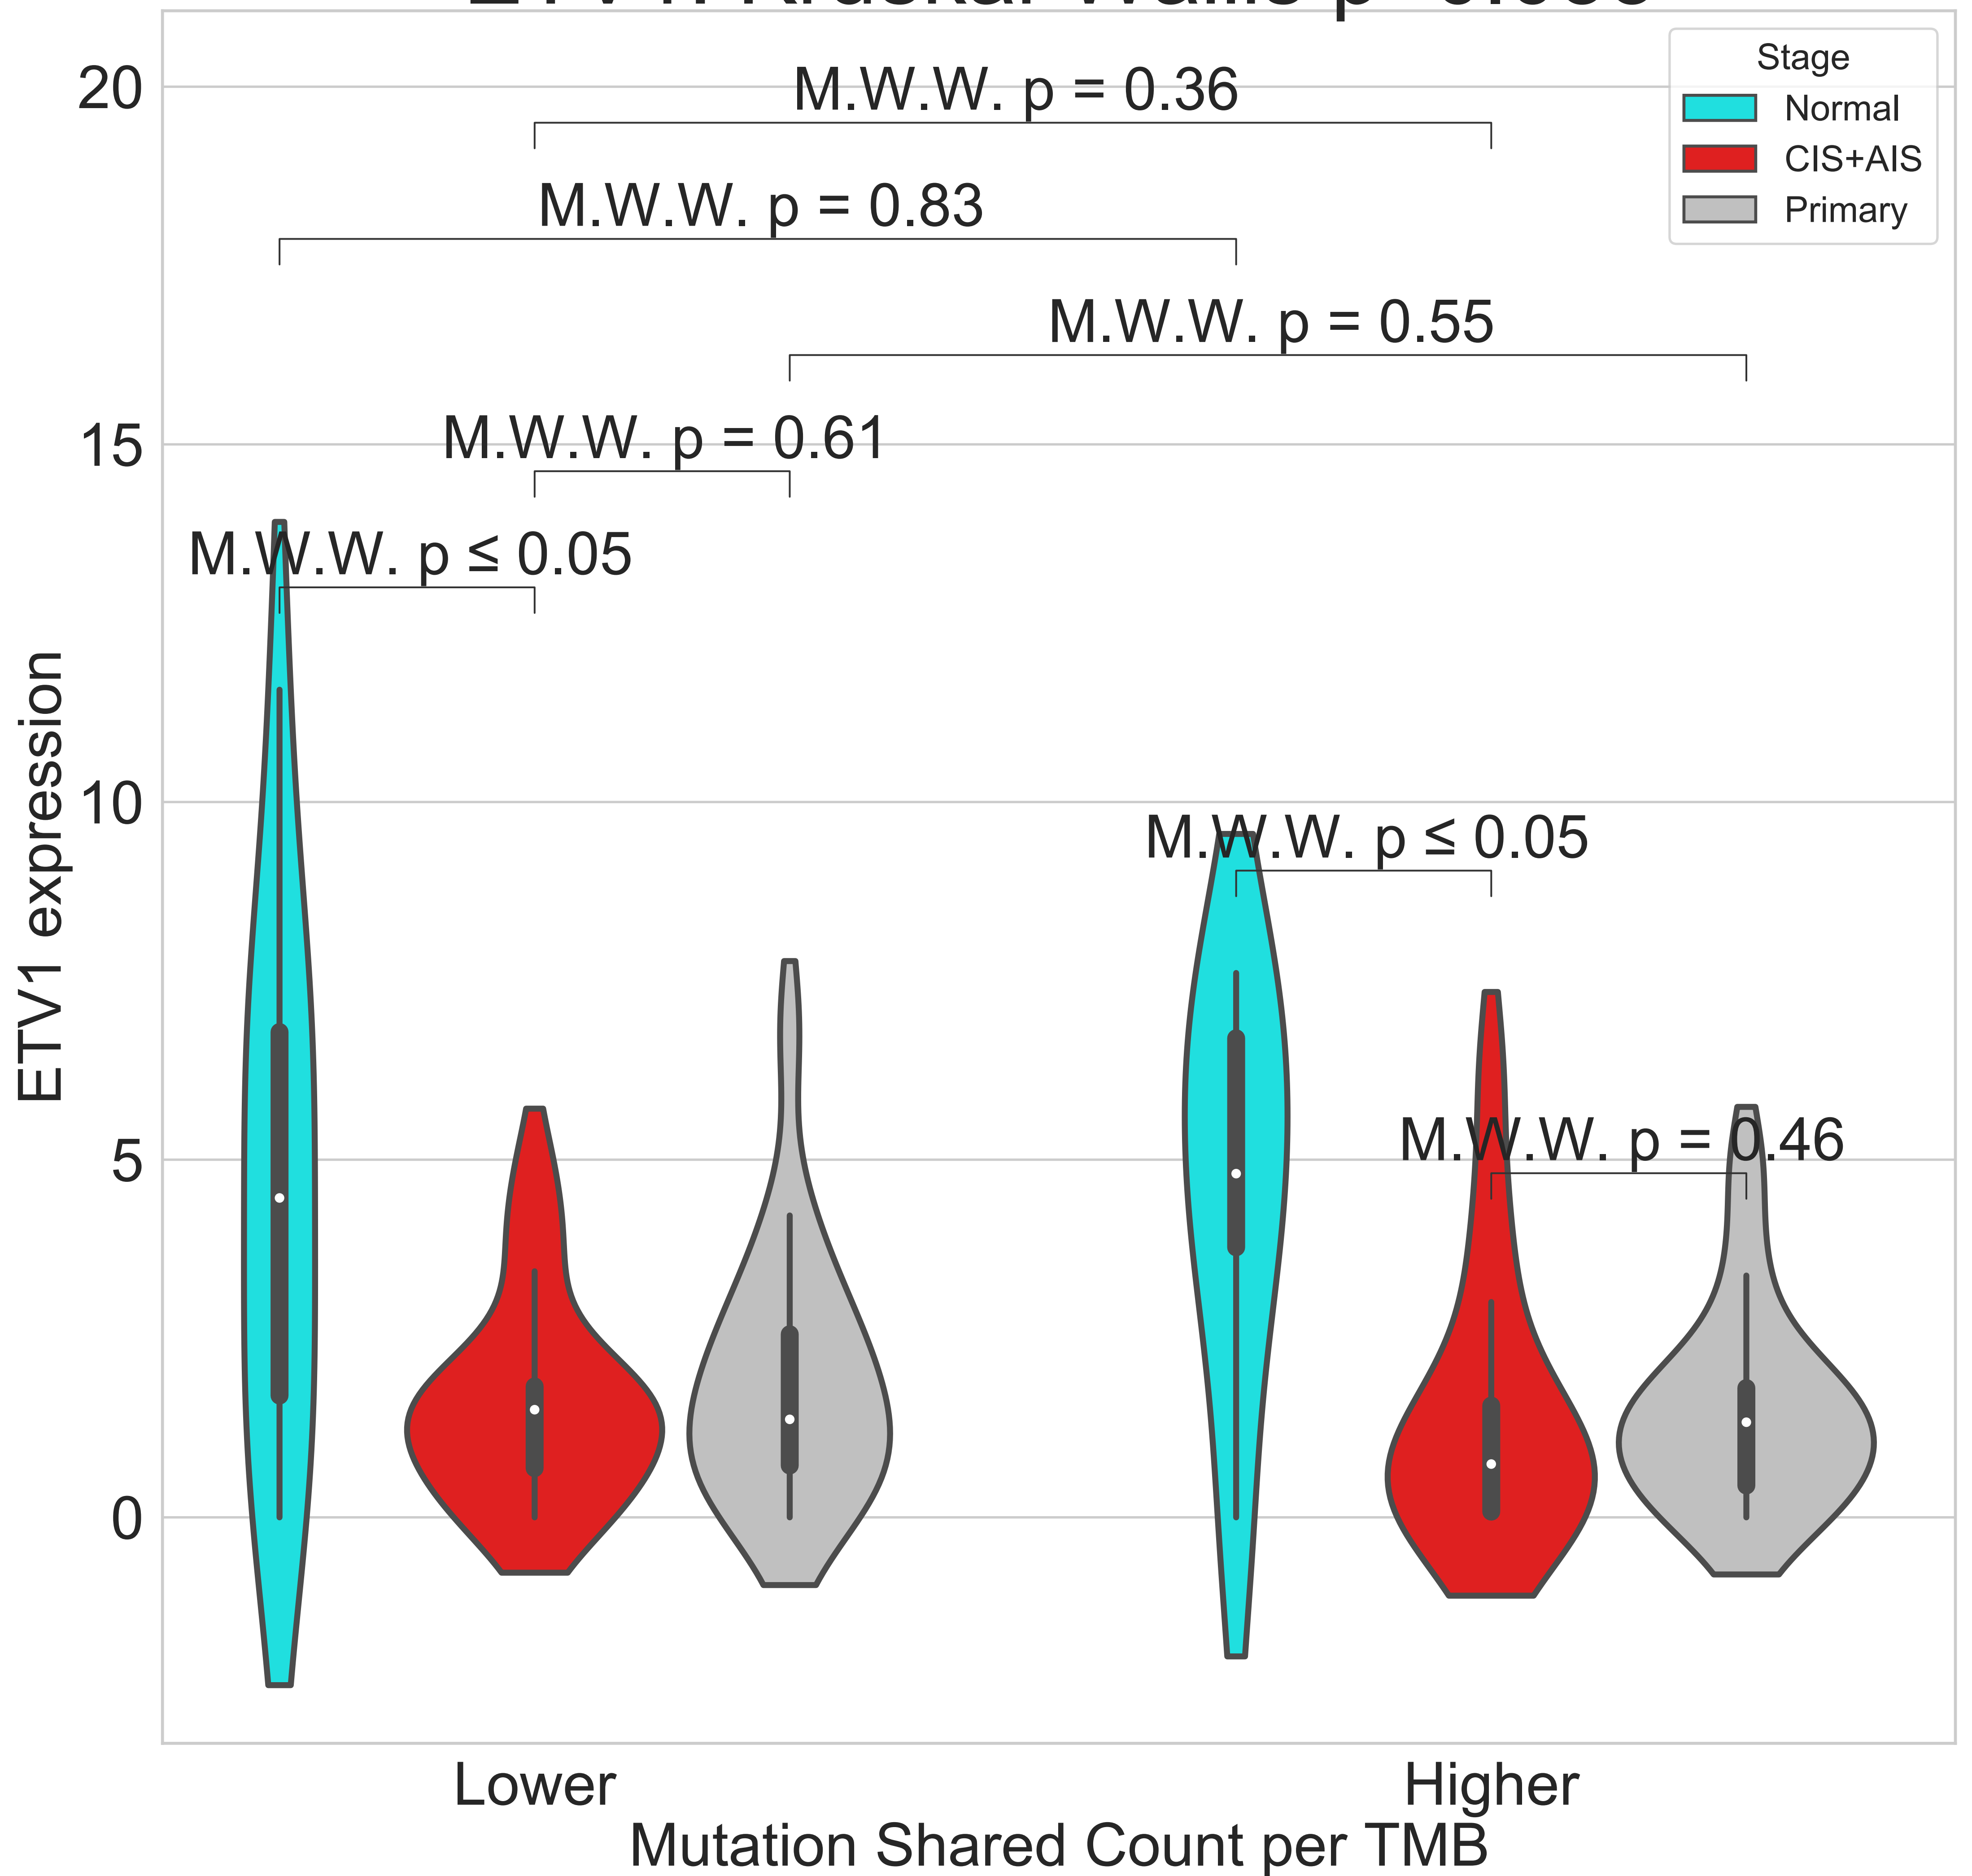 Stage
Normal
CIS+AIS
Primary
20
15
10
5
0
ETV1 expression
M.W.W. p = 0.36
M.W.W. p = 0.83
M.W.W. p = 0.55
M.W.W. p = 0.61
M.W.W. p ≤ 0.05
M.W.W. p ≤ 0.05
M.W.W. p = 0.46
Lower
Higher
Mutation Shared Count per TMB